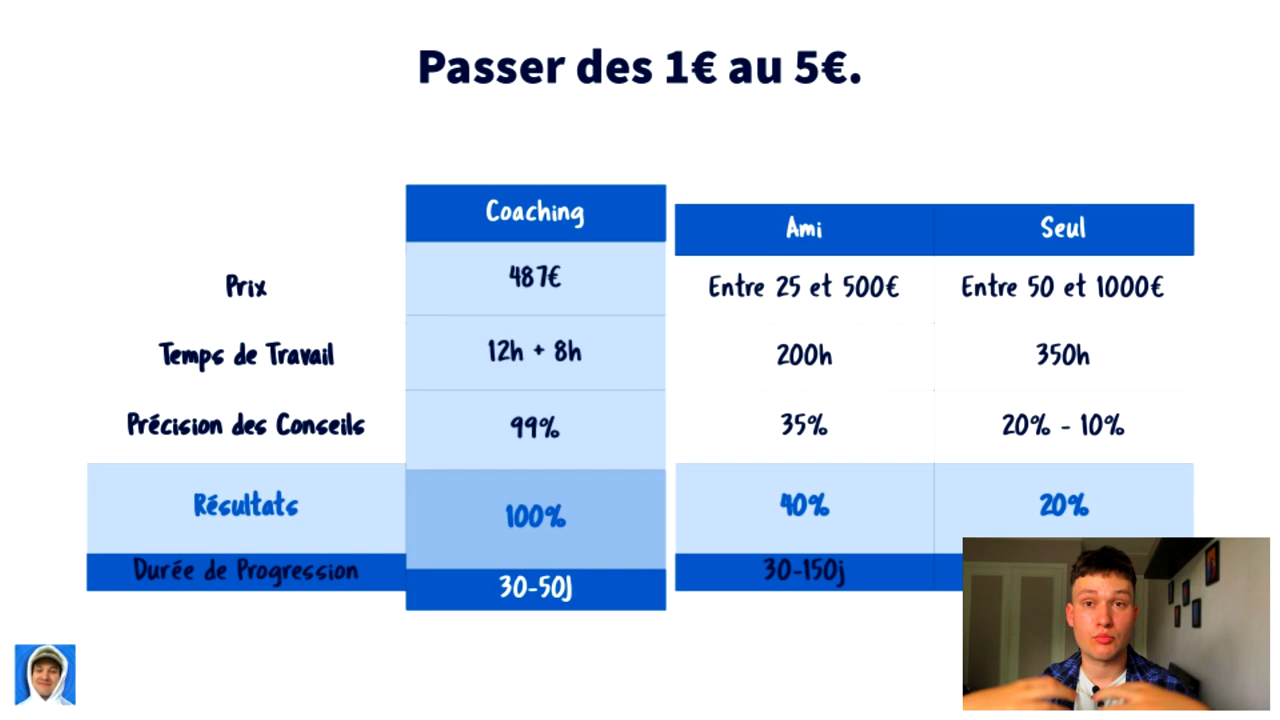 Passer des 1€ au 5€.
Coaching
Ami
Seul
Prix
487€
Entre 25 et 500€
Entre 50 et 1000€
Temps de Travail
12h + 8h
200h
350h
Précision des Conseils
99%
35%
20% - 10%
Résultats
100%
40%
20%
Durée de Progression
30-50J
30-150j